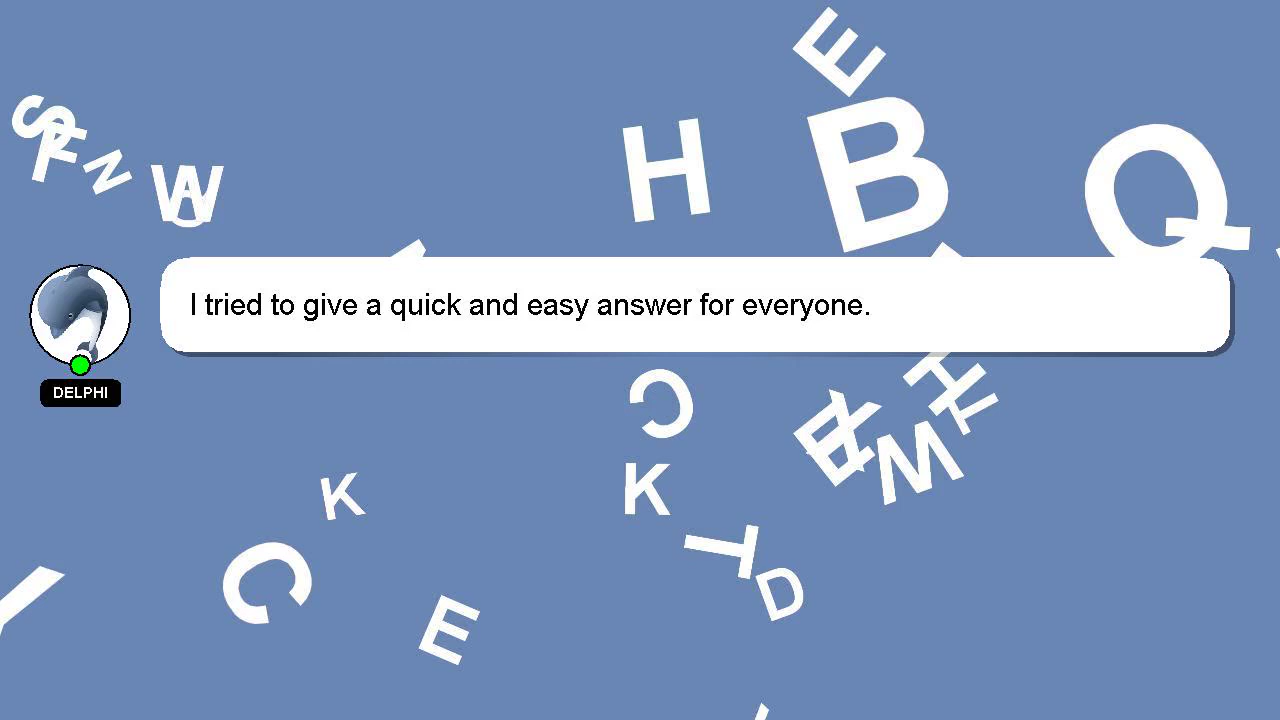 E
S
F
N
W
A
O
H
B
Q
I tried to give a quick and easy answer for everyone.
DELPHI
C
H
E
M
K
K
T
D
C
E